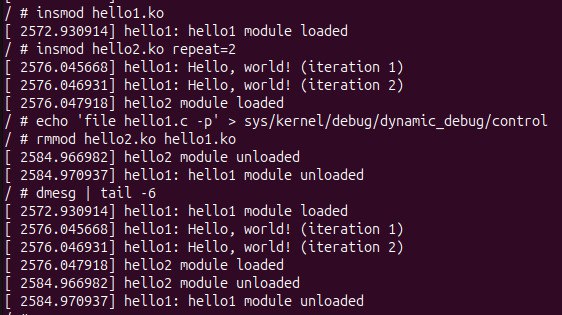 / # insmod hello1.ko
[ 2572.930914] hello1: hello1 module loaded
/ # insmod hello2.ko repeat=2
[ 2576.045668] hello1: Hello, world! (iteration 1)
[ 2576.046931] hello1: Hello, world! (iteration 2)
[ 2576.047918] hello2 module loaded
/ # echo 'file hello1.c -p' > sys/kernel/debug/dynamic_debug/control
/ # rmmod hello2.ko hello1.ko
[ 2584.966982] hello2 module unloaded
[ 2584.970937] hello1: hello1 module unloaded
/ # dmesg | tail -6
[ 2572.930914] hello1: hello1 module loaded
[ 2576.045668] hello1: Hello, world! (iteration 1)
[ 2576.046931] hello1: Hello, world! (iteration 2)
[ 2576.047918] hello2 module loaded
[ 2584.966982] hello2 module unloaded
[ 2584.970937] hello1: hello1 module unloaded